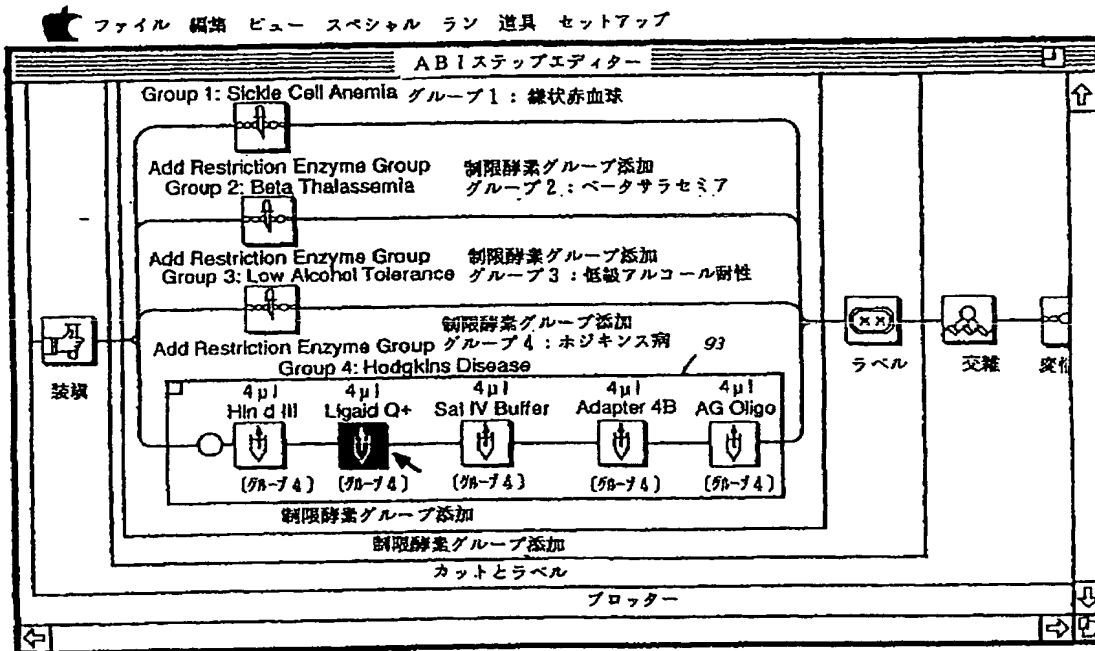 ファイル 編集 ビュー スペシャル ラン 道具 セットアップ
ABIステップエディター
Group 1: Sickle Cell Anemia グループ1：鎌状赤血球
Add Restriction Enzyme Group 制限酵素グループ添加
Group 2: Beta Thalassemia グループ2：ベータサラセミア
Add Restriction Enzyme Group 制限酵素グループ添加
Group 3: Low Alcohol Tolerance グループ3：低級アルコール耐性
制限酵素グループ添加
Add Restriction Enzyme Group グループ4：ホジキンス病
93
Group 4: Hodgkins Disease
装填
ラベル
交雑
4μl 4μl 4μl 4μl 4μl
Hin d III Ligaid Q+ Sal IV Buffer Adapter 4B AG Oligo
[グループ4] [グループ4] [グループ4] [グループ4] [グループ4]
制限酵素グループ添加
制限酵素グループ添加
カットとラベル
ブロッター